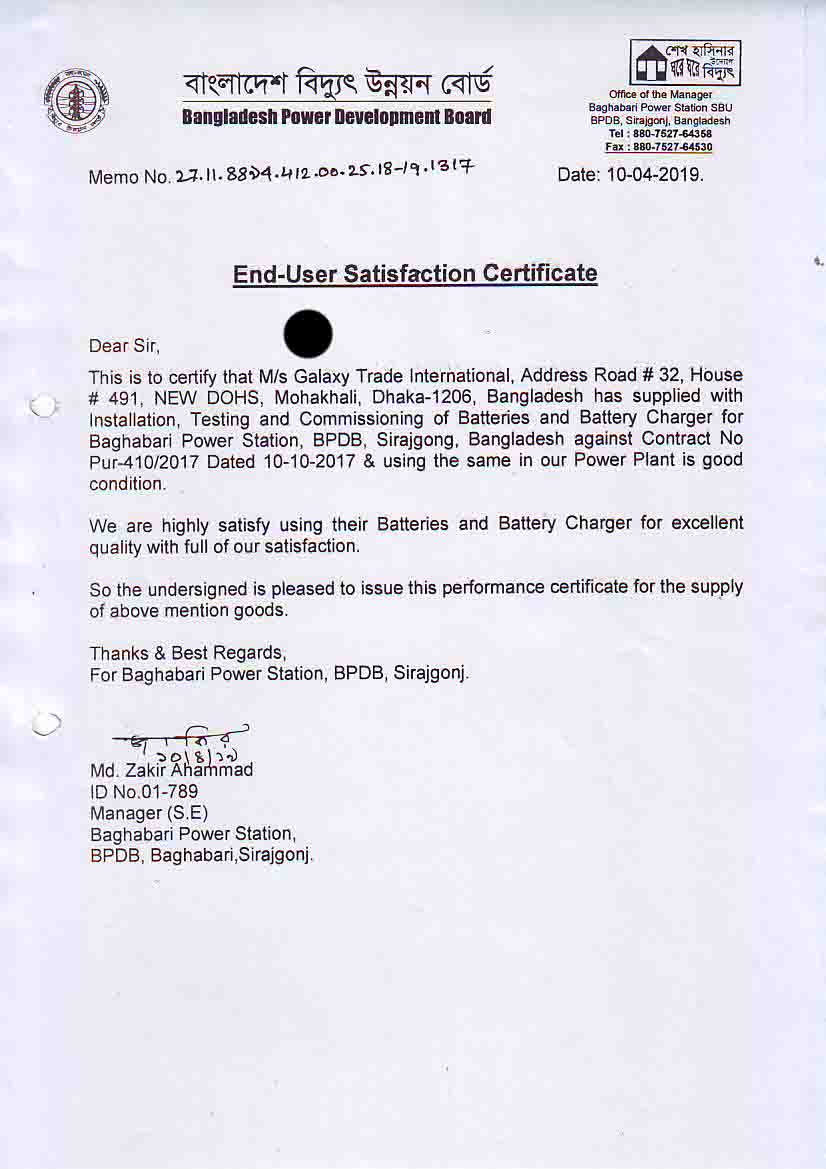 বাংলাদেশ বিদ্যুৎ উন্নয়ন বোর্ড
Bangladesh Power Development Board
শেখ হাসিনার
উদ্যোগ
ঘরে ঘরে বিদ্যুৎ
Office of the Manager
Baghabari Power Station SBU
BPDB, Sirajgonj, Bangladesh
Tel : 880-7527-64358
Fax : 880-7527-64530
Memo No. 27.11.8894.412.00.25.18-19.1317
Date: 10-04-2019.
End-User Satisfaction Certificate
Dear Sir,
This is to certify that M/s Galaxy Trade International, Address Road # 32, House
# 491, NEW DOHS, Mohakhali, Dhaka-1206, Bangladesh has supplied with
Installation, Testing and Commissioning of Batteries and Battery Charger for
Baghabari Power Station, BPDB, Sirajgong, Bangladesh against Contract No
Pur-410/2017 Dated 10-10-2017 & using the same in our Power Plant is good
condition.
We are highly satisfy using their Batteries and Battery Charger for excellent
quality with full of our satisfaction.
So the undersigned is pleased to issue this performance certificate for the supply
of above mention goods.
Thanks & Best Regards,
For Baghabari Power Station, BPDB, Sirajgonj.
১০/৪/১৯
Md. Zakir Ahammad
ID No.01-789
Manager (S.E)
Baghabari Power Station,
BPDB, Baghabari,Sirajgonj.